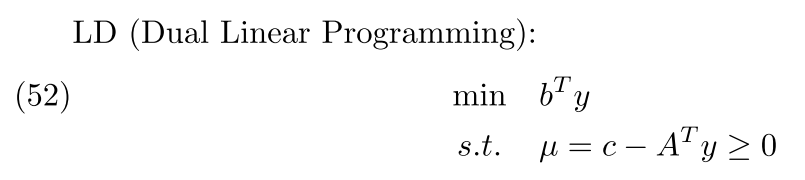 LD (Dual Linear Programming):
(52) min b^T y
s.t. μ = c − A^T y ≥ 0